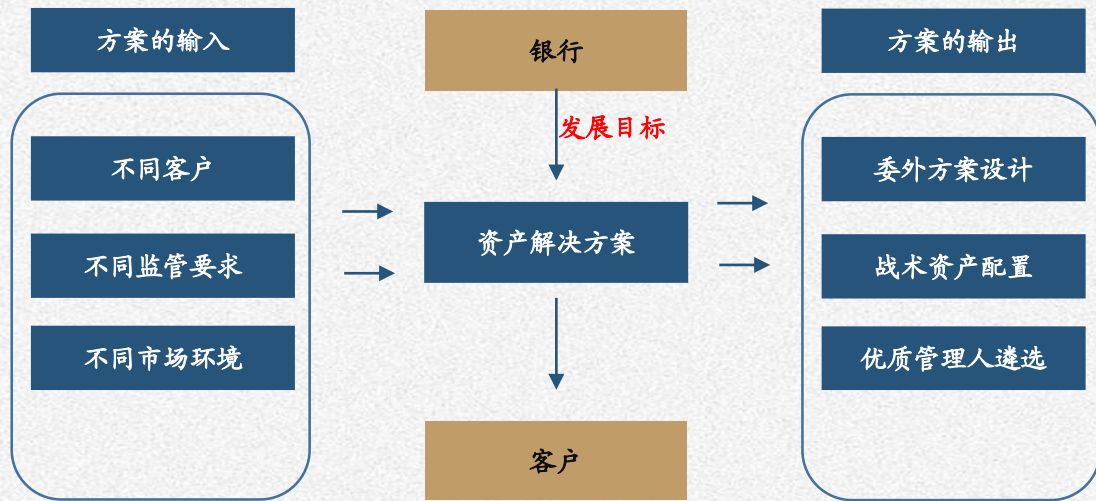 方案的输入
不同客户
不同监管要求
不同市场环境
银行
发展目标
资产解决方案
客户
方案的输出
委外方案设计
战术资产配置
优质管理人遴选